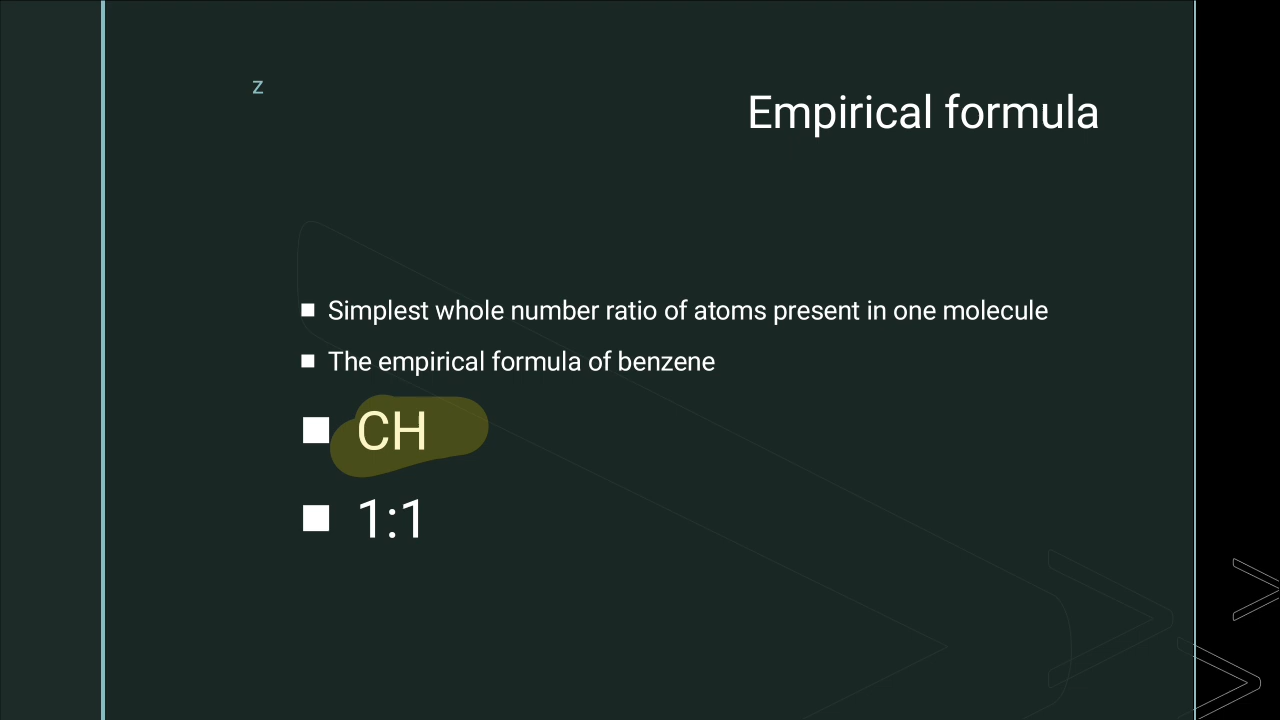 z
Empirical formula
Simplest whole number ratio of atoms present in one molecule
The empirical formula of benzene
CH
1:1